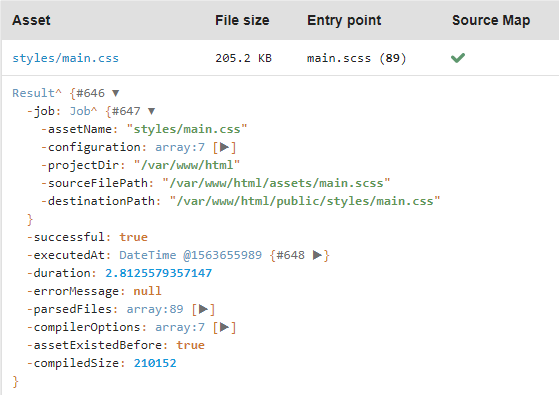 Asset File size Entry point Source Map
styles/main.css 205.2 KB main.scss (89) ✔
Result^ {#646 ▼
  -job: Job^ {#647 ▼
    -assetName: "styles/main.css"
    -configuration: array:7 [▶]
    -projectDir: "/var/www/html"
    -sourceFilePath: "/var/www/html/assets/main.scss"
    -destinationPath: "/var/www/html/public/styles/main.css"
  }
  -successful: true
  -executedAt: DateTime @1563655989 {#648 ▶}
  -duration: 2.8125579357147
  -errorMessage: null
  -parsedFiles: array:89 [▶]
  -compilerOptions: array:7 [▶]
  -assetExistedBefore: true
  -compiledSize: 210152
}